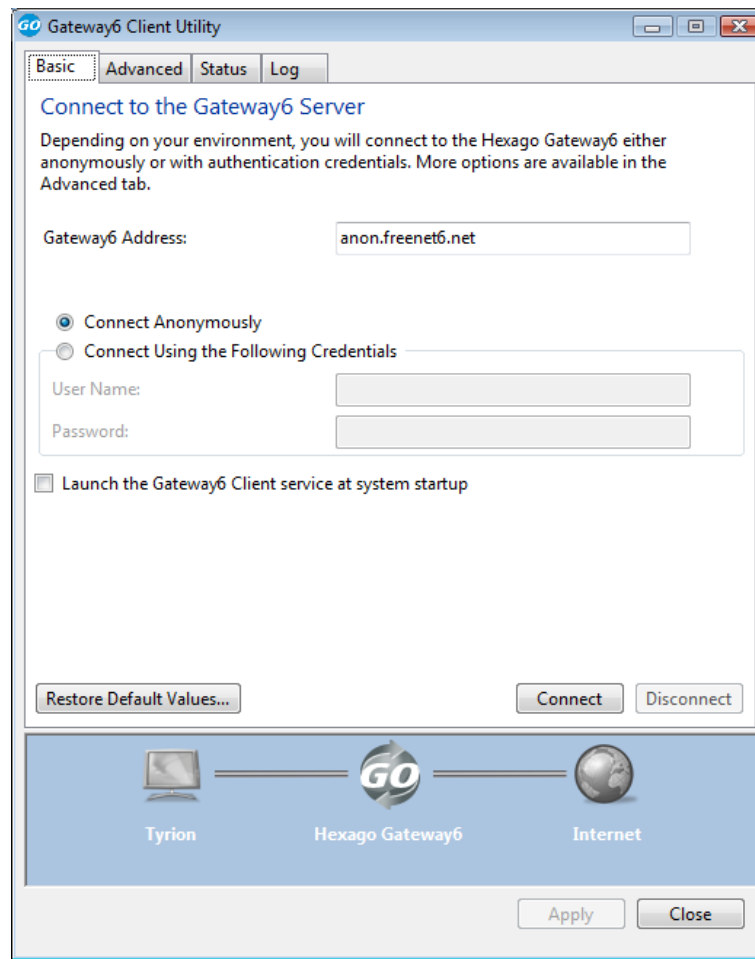 GO Gateway6 Client Utility
Basic Advanced Status Log
Connect to the Gateway6 Server
Depending on your environment, you will connect to the Hexago Gateway6 either
anonymously or with authentication credentials. More options are available in the
Advanced tab.
Gateway6 Address: anon.freenet6.net
Connect Anonymously
Connect Using the Following Credentials
User Name:
Password:
Launch the Gateway6 Client service at system startup
Restore Default Values... Connect Disconnect
GO
Tyrion Hexago Gateway6 Internet
Apply Close